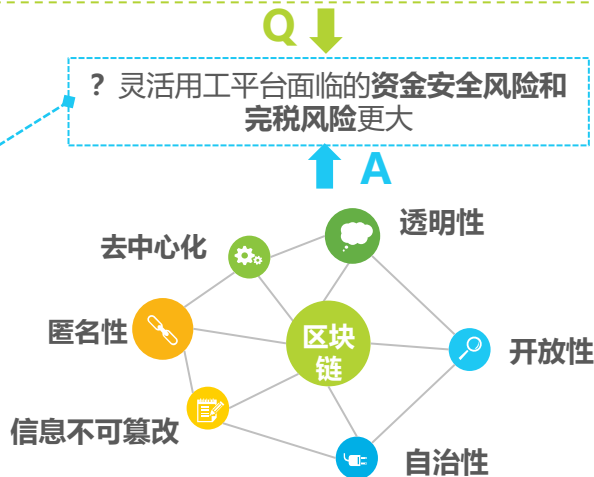 Q
? 灵活用工平台面临的资金安全风险和
完税风险更大
A
透明性
去中心化
匿名性
区块
链
开放性
信息不可篡改
自治性